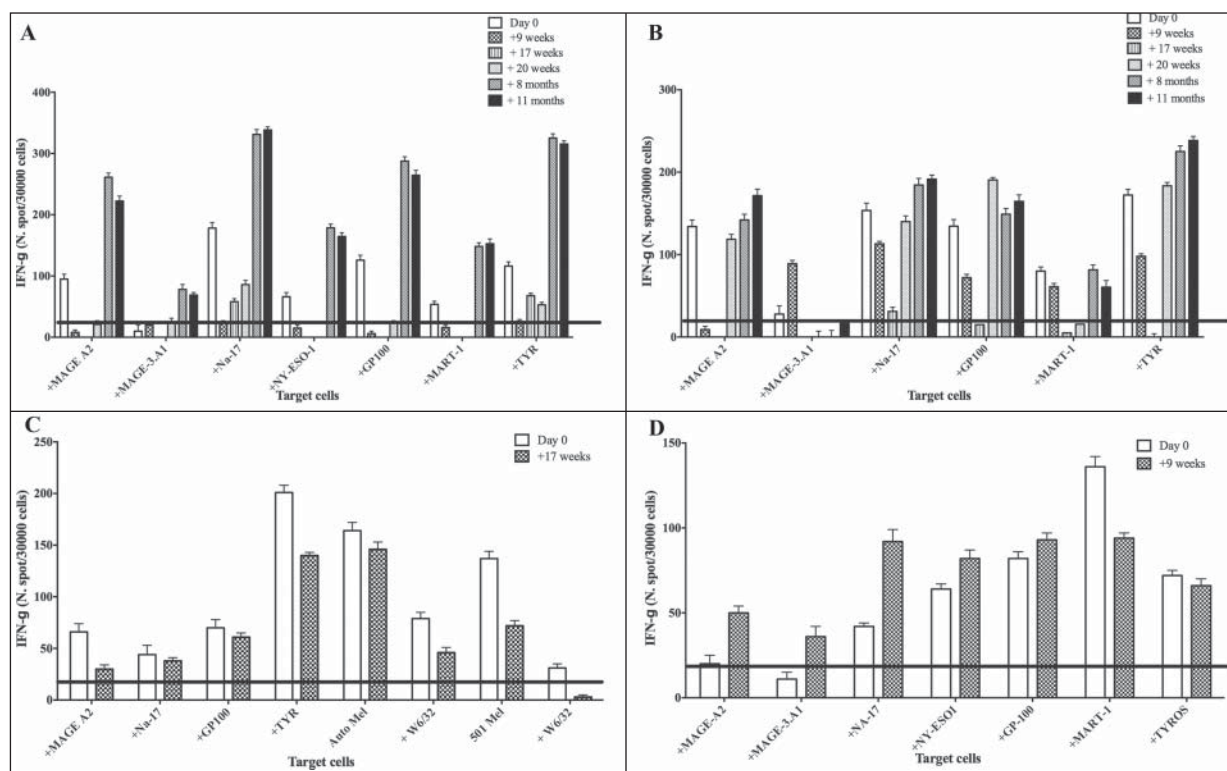 A
Day 0
+9 weeks
+ 17 weeks
+ 20 weeks
+ 8 months
+ 11 months
400
300
200
100
0
IFN-g (N. spot/30000 cells)
+MAGE A2
+MAGE-3.A1
+Na-17
+NY-ESO-1
+GP100
+MART-1
+TYR
Target cells
B
Day 0
+9 weeks
+ 17 weeks
+ 20 weeks
+ 8 months
+ 11 months
300
200
100
0
IFN-g (N. spot/30000 cells)
+MAGE A2
+MAGE-3.A1
+Na-17
+GP100
+MART-1
+TYR
Target cells
C
Day 0
+17 weeks
250
200
150
100
50
0
IFN-g (N. spot/30000 cells)
+MAGE A2
+Na-17
+GP100
+TYR
Auto Mel
+ W6/32
501 Mel
+ W6/32
Target cells
D
Day 0
+9 weeks
150
100
50
0
IFN-g (N. spot/30000 cells)
+MAGE-A2
+MAGE-3.A1
+NA-17
+NY-ESO1
+GP-100
+MART-1
+TYROS
Target cells